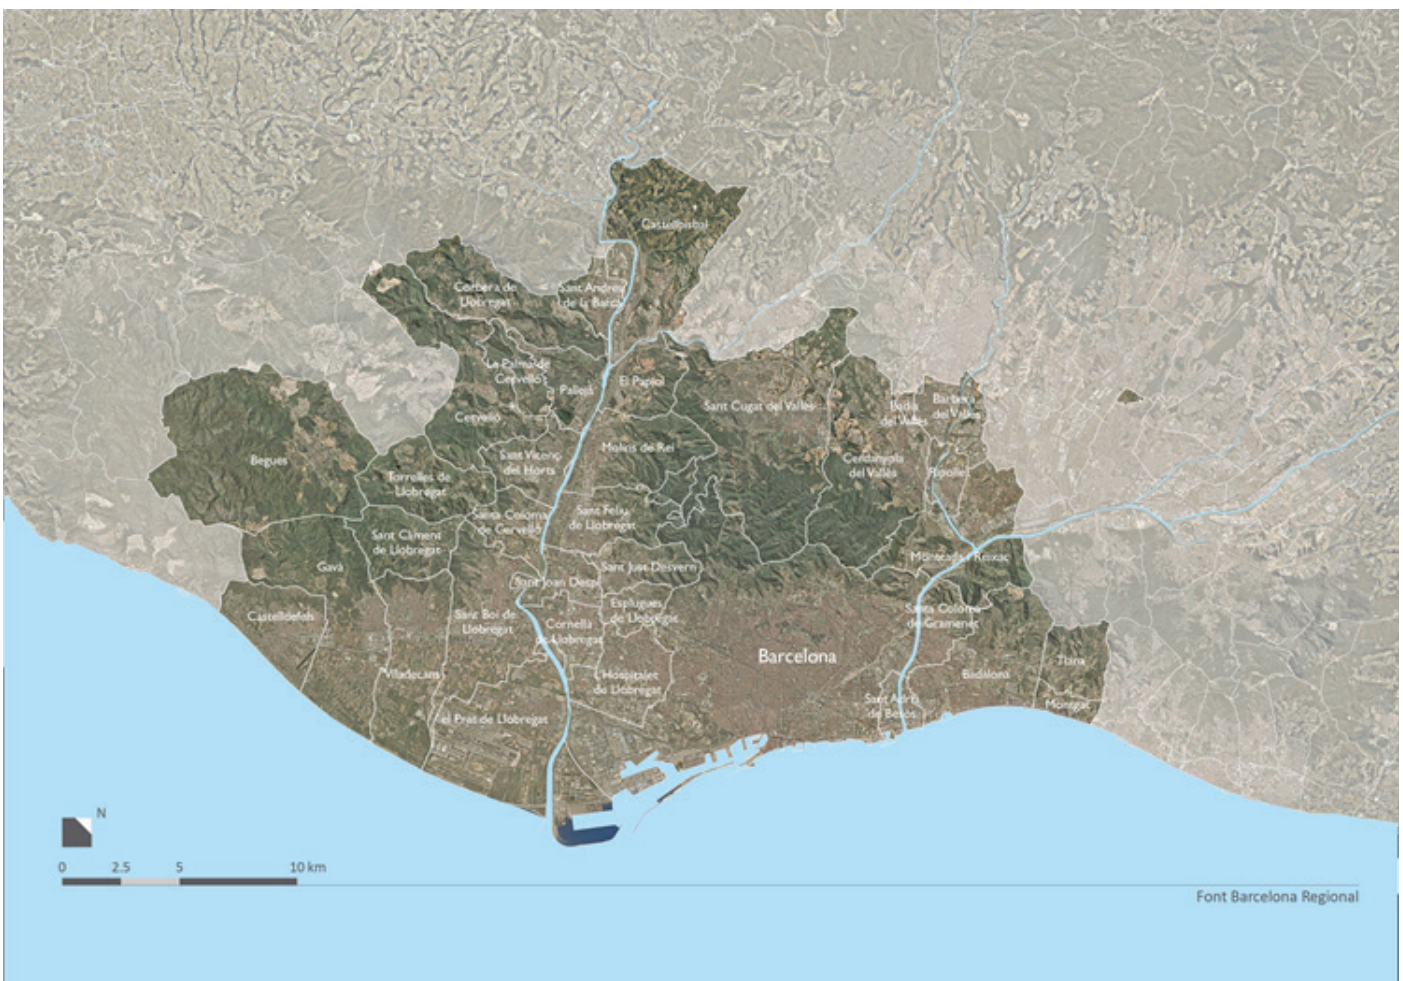 Castellbisbal
Corbera de
Llobregat
Sant Andreu
de la Barca
La Palma de
Cervelló
Pallejà
El Papiol
Sant Cugat del Vallès
Badia
del Vallès
Barberà
del Vallès
Cervelló
Begues
Torrelles de
Llobregat
Sant Vicenç
del Horts
Molins de Rei
Cerdanyola
del Vallès
Ripollet
Santa Coloma
de Cervelló
Sant Feliu
de Llobregat
Sant Climent
de Llobregat
Gavà
Sant Just Desvern
Montcada i Reixac
Sant Joan Despí
Castelldefels
Sant Boi de
Llobregat
Cornellà
de Llobregat
Esplugues
de Llobregat
Santa Coloma
de Gramenet
Barcelona
Tiana
Viladecans
L'Hospitalet
de Llobregat
Badalona
Sant Adrià
de Besòs
Montgat
el Prat de Llobregat
N
0 2.5 5 10 km
Font Barcelona Regional